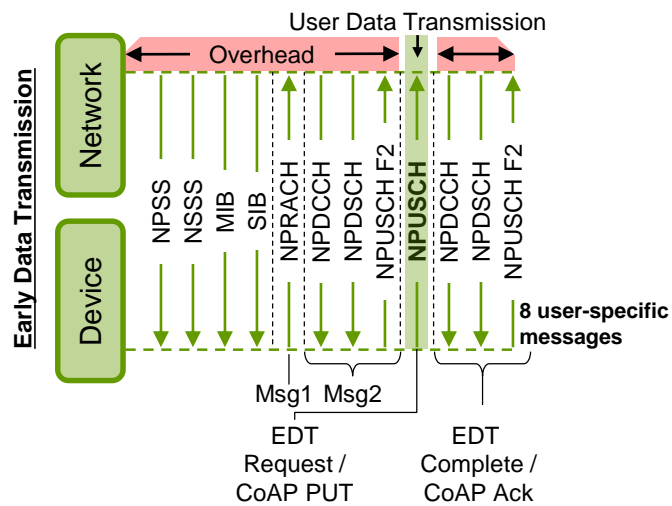 User Data Transmission
Overhead
Early Data Transmission
Network
Device
NPSS
NSSS
MIB
SIB
NPRACH
NPDCCH
NPDSCH
NPUSCH F2
NPUSCH
NPDCCH
NPDSCH
NPUSCH F2
8 user-specific
messages
Msg1
Msg2
EDT
Request /
CoAP PUT
EDT
Complete /
CoAP Ack